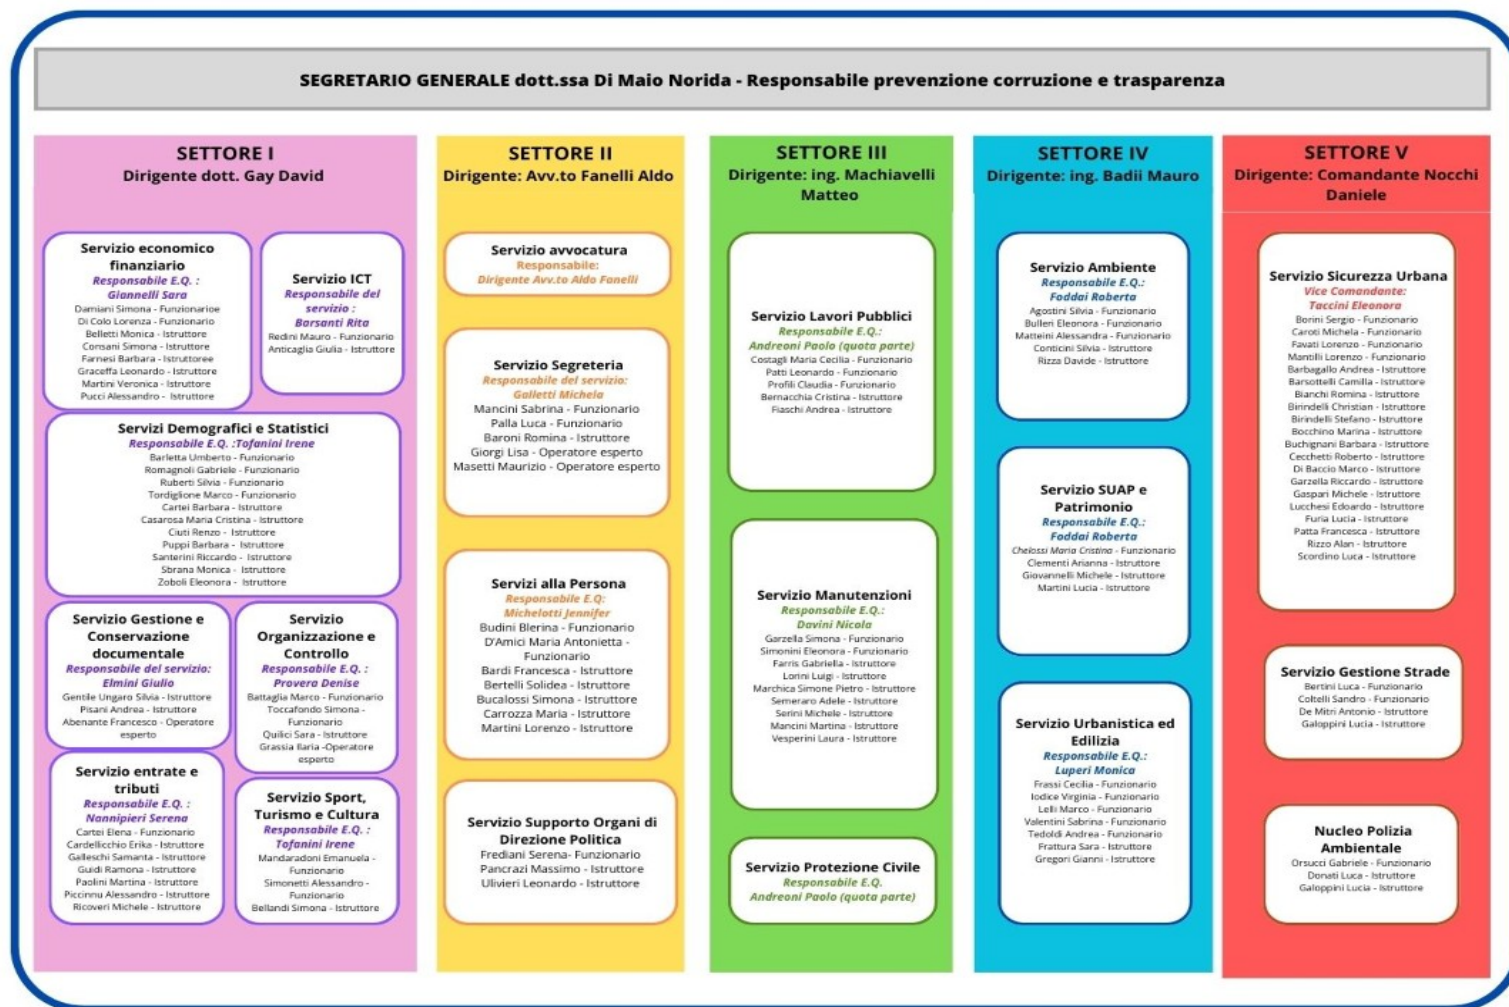 SEGRETARIO GENERALE dott.ssa Di Maio Norida - Responsabile prevenzione corruzione e trasparenza
SETTORE I
Dirigente dott. Gay David
Servizio economico
finanziario
Responsabile E.Q. :
Giannelli Sara
Damiani Simona - Funzionarioe
Di Colo Lorenza - Funzionario
Belletti Monica - Istruttore
Consani Simona - Istruttore
Farnesi Barbara - Istruttoree
Graceffa Leonardo - Istruttore
Martini Veronica - Istruttore
Pucci Alessandro - Istruttore
Servizio ICT
Responsabile del
servizio :
Barsanti Rita
Redini Mauro - Funzionario
Anticaglia Giulia - Istruttore
Servizi Demografici e Statistici
Responsabile E.Q. :Tofanini Irene
Barletta Umberto - Funzionario
Romagnoli Gabriele - Funzionario
Ruberti Silvia - Funzionario
Tordiglione Marco - Funzionario
Cartei Barbara - Istruttore
Casarosa Maria Cristina - Istruttore
Ciuti Renzo - Istruttore
Puppi Barbara - Istruttore
Santerini Riccardo - Istruttore
Sbrana Monica - Istruttore
Zoboli Eleonora - Istruttore
Servizio Gestione e
Conservazione
documentale
Responsabile del servizio:
Elmini Giulio
Gentile Ungaro Silvia - Istruttore
Pisani Andrea - Istruttore
Abenante Francesco - Operatore
esperto
Servizio
Organizzazione e
Controllo
Responsabile E.Q. :
Provera Denise
Battaglia Marco - Funzionario
Toccafondo Simona -
Funzionario
Quilici Sara - Istruttore
Grassia Ilaria -Operatore
esperto
Servizio entrate e
tributi
Responsabile E.Q. :
Nannipieri Serena
Cartei Elena - Funzionario
Cardellicchio Erika - Istruttore
Galleschi Samanta - Istruttore
Guidi Ramona - Istruttore
Paolini Martina - Istruttore
Piccinnu Alessandro - Istruttore
Ricoveri Michele - Istruttore
Servizio Sport,
Turismo e Cultura
Responsabile E.Q. :
Tofanini Irene
Mandaradoni Emanuela -
Funzionario
Simonetti Alessandro -
Funzionario
Bellandi Simona - Istruttore
SETTORE II
Dirigente: Avv.to Fanelli Aldo
Servizio avvocatura
Responsabile:
Dirigente Avv.to Aldo Fanelli
Servizio Segreteria
Responsabile del servizio:
Galletti Michela
Mancini Sabrina - Funzionario
Palla Luca - Funzionario
Baroni Romina - Istruttore
Giorgi Lisa - Operatore esperto
Masetti Maurizio - Operatore esperto
Servizi alla Persona
Responsabile E.Q:
Michelotti Jennifer
Budini Blerina - Funzionario
D'Amici Maria Antonietta -
Funzionario
Bardi Francesca - Istruttore
Bertelli Solidea - Istruttore
Bucalossi Simona - Istruttore
Carrozza Maria - Istruttore
Martini Lorenzo - Istruttore
Servizio Supporto Organi di
Direzione Politica
Frediani Serena- Funzionario
Pancrazi Massimo - Istruttore
Ulivieri Leonardo - Istruttore
SETTORE III
Dirigente: ing. Machiavelli
Matteo
Servizio Lavori Pubblici
Responsabile E.Q.:
Andreoni Paolo (quota parte)
Costagli Maria Cecilia - Funzionario
Patti Leonardo - Funzionario
Profili Claudia - Funzionario
Bernacchia Cristina - Istruttore
Fiaschi Andrea - Istruttore
Servizio Manutenzioni
Responsabile E.Q.:
Davini Nicola
Garzella Simona - Funzionario
Simonini Eleonora - Funzionario
Farris Gabriella - Istruttore
Lorini Luigi - Istruttore
Marchica Simone Pietro - Istruttore
Semeraro Adele - Istruttore
Serini Michele - Istruttore
Mancini Martina - Istruttore
Vesperini Laura - Istruttore
Servizio Protezione Civile
Responsabile E.Q.
Andreoni Paolo (quota parte)
SETTORE IV
Dirigente: ing. Badii Mauro
Servizio Ambiente
Responsabile E.Q.:
Foddai Roberta
Agostini Silvia - Funzionario
Bulleri Eleonora - Funzionario
Matteini Alessandra - Funzionario
Conticini Silvia - Istruttore
Rizza Davide - Istruttore
Servizio SUAP e
Patrimonio
Responsabile E.Q.:
Foddai Roberta
Chelossi Maria Cristina - Funzionario
Clementi Arianna - Istruttore
Giovannelli Michele - Istruttore
Martini Lucia - Istruttore
Servizio Urbanistica ed
Edilizia
Responsabile E.Q.:
Luperi Monica
Frassi Cecilia - Funzionario
Iodice Virginia - Funzionario
Lelli Marco - Funzionario
Valentini Sabrina - Funzionario
Tedoldi Andrea - Funzionario
Frattura Sara - Istruttore
Gregori Gianni - Istruttore
SETTORE V
Dirigente: Comandante Nocchi
Daniele
Servizio Sicurezza Urbana
Vice Comandante:
Taccini Eleonora
Borini Sergio - Funzionario
Caroti Michela - Funzionario
Favati Lorenzo - Funzionario
Mantilli Lorenzo - Funzionario
Barbagallo Andrea - Istruttore
Barsottelli Camilla - Istruttore
Bianchi Romina - Istruttore
Birindelli Christian - Istruttore
Birindelli Stefano - Istruttore
Bocchino Marina - Istruttore
Buchignani Barbara - Istruttore
Cecchetti Roberto - Istruttore
Di Baccio Marco - Istruttore
Garzella Riccardo - Istruttore
Gaspari Michele - Istruttore
Lucchesi Edoardo - Istruttore
Furia Lucia - Istruttore
Patta Francesca - Istruttore
Rizzo Alan - Istruttore
Scordino Luca - Istruttore
Servizio Gestione Strade
Bertini Luca - Funzionario
Coltelli Sandro - Funzionario
De Mitri Antonio - Istruttore
Galoppini Lucia - Istruttore
Nucleo Polizia
Ambientale
Orsucci Gabriele - Funzionario
Donati Luca - Istruttore
Galoppini Lucia - Istruttore